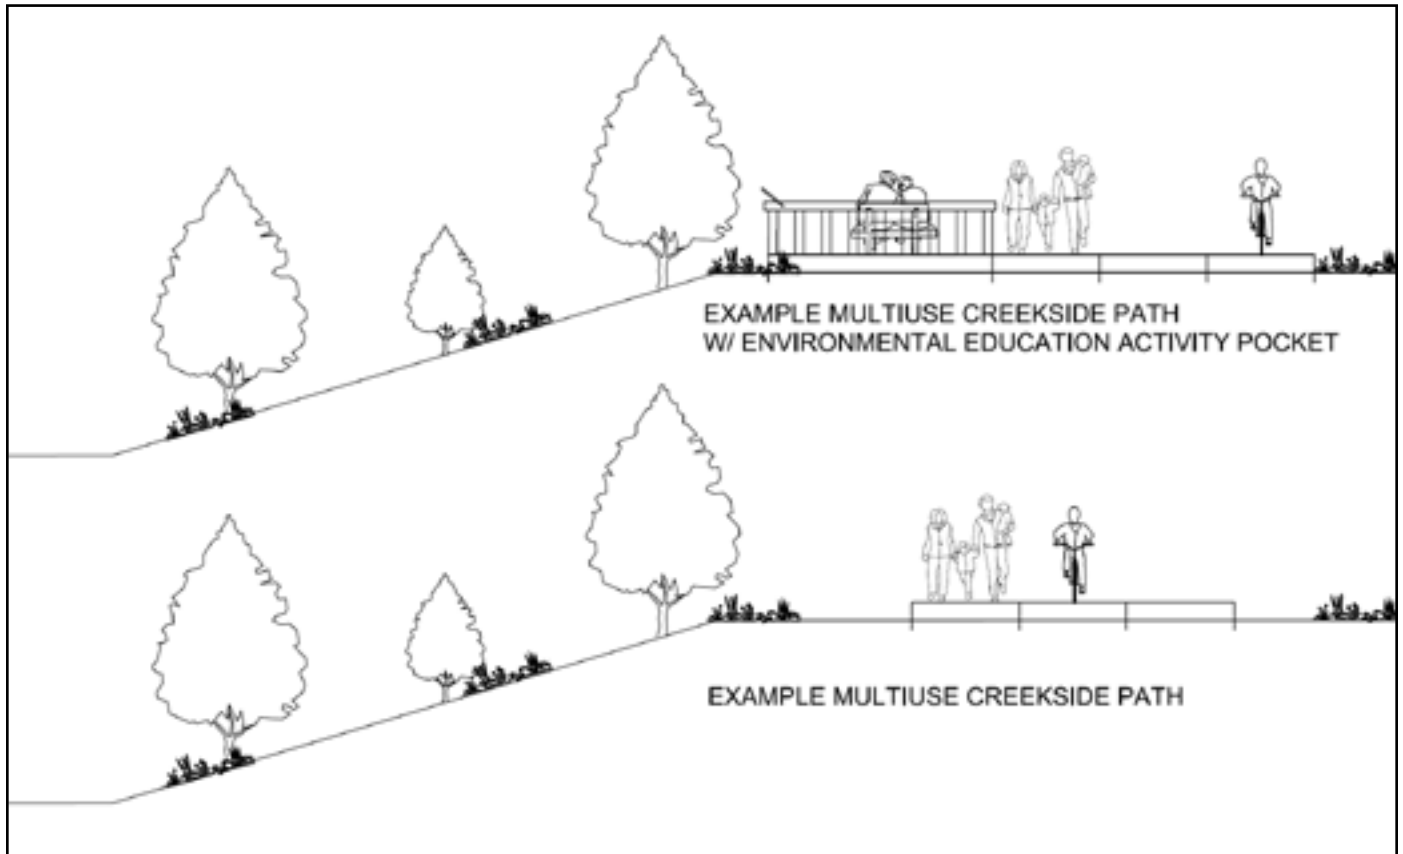 EXAMPLE MULTIUSE CREEKSIDE PATH
W/ ENVIRONMENTAL EDUCATION ACTIVITY POCKET
EXAMPLE MULTIUSE CREEKSIDE PATH